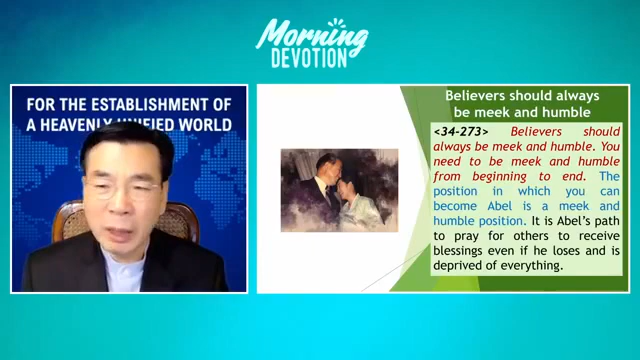 Morning
DEVOTION
FOR THE ESTABLISHMENT OF
A HEAVENLY UNIFIED WORLD
Believers should always
be meek and humble
<34-273> Believers should
always be meek and humble. You
need to be meek and humble
from beginning to end. The
position in which you can
become Abel is a meek and
humble position. It is Abel's path
to pray for others to receive
blessings even if he loses and is
deprived of everything.